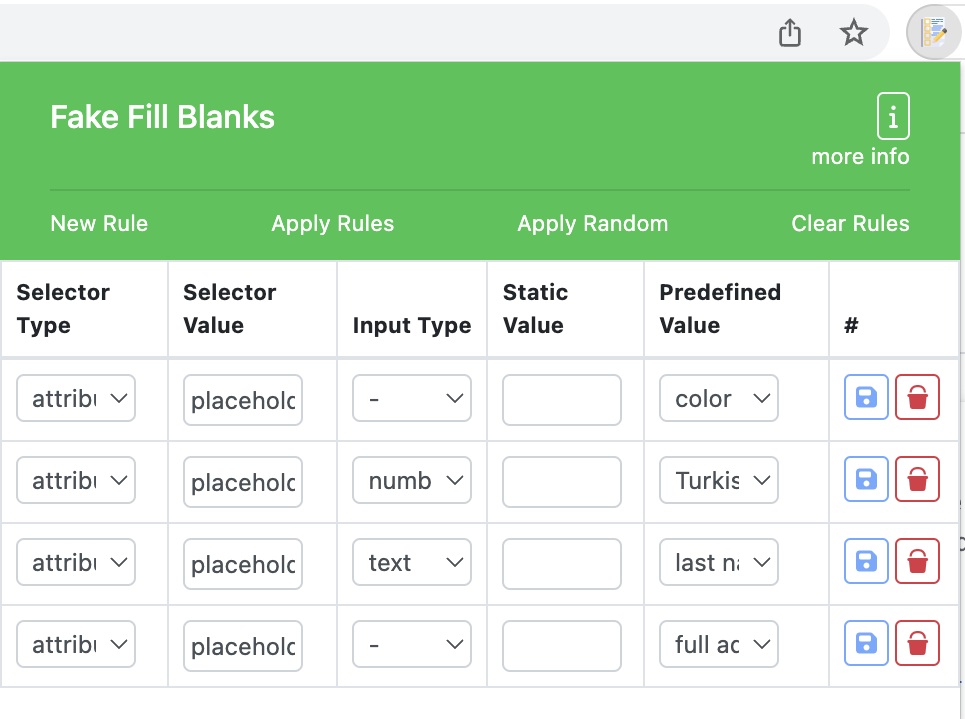 Fake Fill Blanks
i
more info
New Rule Apply Rules Apply Random Clear Rules
Selector Type Selector Value Input Type Static Value Predefined Value #
attribu placeholc - color
attribu placeholc numb Turkis
attribu placeholc text last na
attribu placeholc - full ac